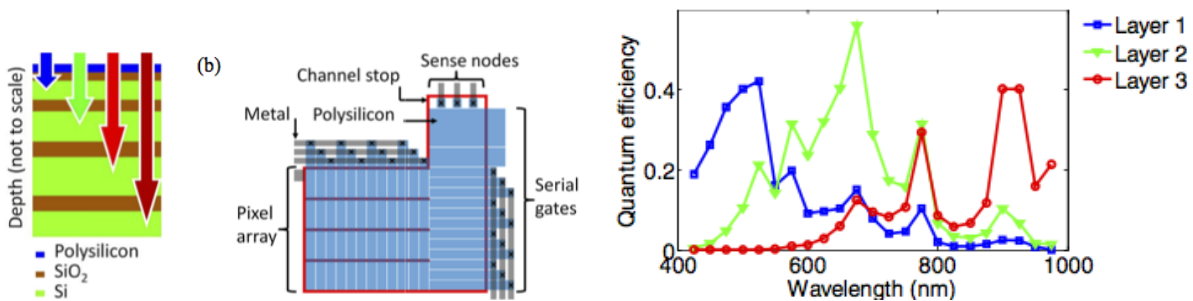 Depth (not to scale)
Polysilicon
SiO2
Si
(b)
Sense nodes
Channel stop
Metal
Polysilicon
Serial
gates
Pixel
array
Quantum efficiency
0.4
0.2
0
400
600
800
1000
Wavelength (nm)
Layer 1
Layer 2
Layer 3